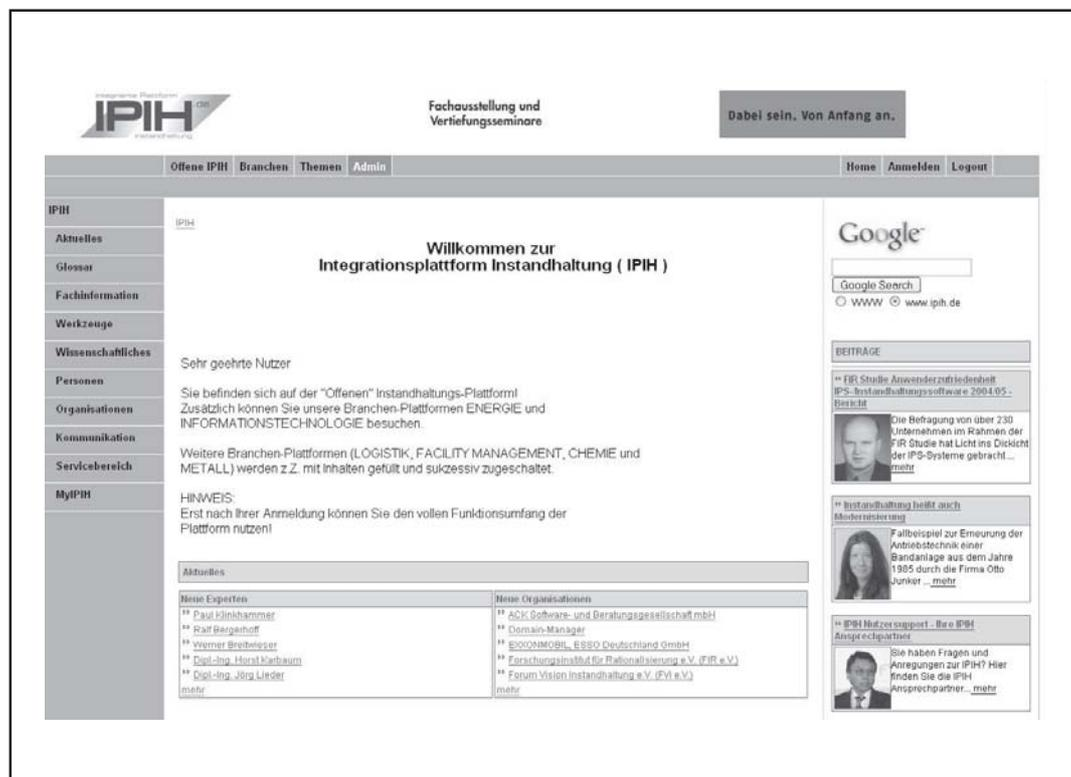 integrierte Plattform
IPIH.de
instandhaltung
Fachausstellung und
Vertiefungsseminare
Dabei sein. Von Anfang an.
Offene IPIH Branchen Themen Admin
Home Anmelden Logout
IPIH
Aktuelles
Glossar
Fachinformation
Werkzeuge
Wissenschaftliches
Personen
Organisationen
Kommunikation
Servicebereich
MyIPIH
IPIH
Willkommen zur
Integrationsplattform Instandhaltung ( IPIH )
Sehr geehrte Nutzer
Sie befinden sich auf der "Offenen" Instandhaltungs-Plattform!
Zusätzlich können Sie unsere Branchen-Plattformen ENERGIE und
INFORMATIONSTECHNOLOGIE besuchen.
Weitere Branchen-Plattformen (LOGISTIK, FACILITY MANAGEMENT, CHEMIE und
METALL) werden z.Z. mit Inhalten gefüllt und sukzessiv zugeschaltet.
HINWEIS:
Erst nach Ihrer Anmeldung können Sie den vollen Funktionsumfang der
Plattform nutzen!
Aktuelles
Neue Experten
" Paul Klinkhammer
" Ralf Bergerhoff
" Werner Breitwieser
" Dipl.-Ing. Horst Karbaum
" Dipl.-Ing. Jörg Lieder
mehr
Neue Organisationen
" ACK Software- und Beratungsgesellschaft mbH
" Domain-Manager
" EXXONMOBIL, ESSO Deutschland GmbH
" Forschungsinstitut für Rationalisierung e.V. (FIR e.V.)
" Forum Vision Instandhaltung e.V. (FVI e.V.)
mehr
Google
Google Search
WWW www.ipih.de
BEITRÄGE
" FIR Studie Anwenderzufriedenheit
IPS-Instandhaltungssoftware 2004/05 -
Bericht
Die Befragung von über 230
Unternehmen im Rahmen der
FIR Studie hat Licht ins Dickicht
der IPS-Systeme gebracht...
mehr
" Instandhaltung heißt auch
Modernisierung
Fallbeispiel zur Erneurung der
Antriebstechnik einer
Bandanlage aus dem Jahre
1985 durch die Firma Otto
Junker ... mehr
" IPIH Nutzersupport - Ihre IPIH
Ansprechpartner
Sie haben Fragen und
Anregungen zur IPIH? Hier
finden Sie die IPIH
Ansprechpartner... mehr